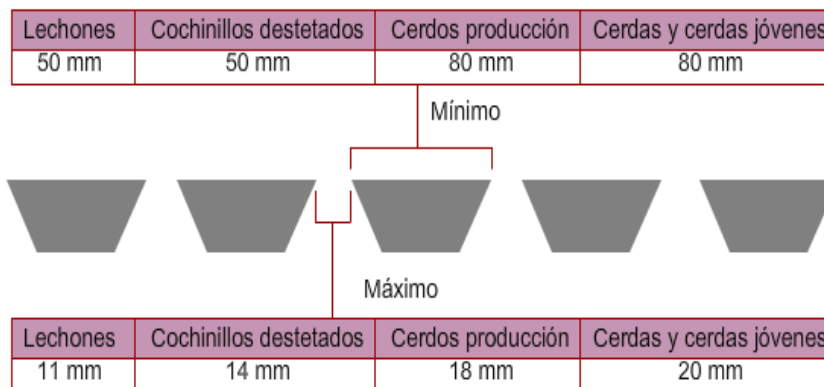 Lechones Cochinillos destetados Cerdos producción Cerdas y cerdas jóvenes
50 mm 50 mm 80 mm 80 mm
Mínimo
Máximo
Lechones Cochinillos destetados Cerdos producción Cerdas y cerdas jóvenes
11 mm 14 mm 18 mm 20 mm